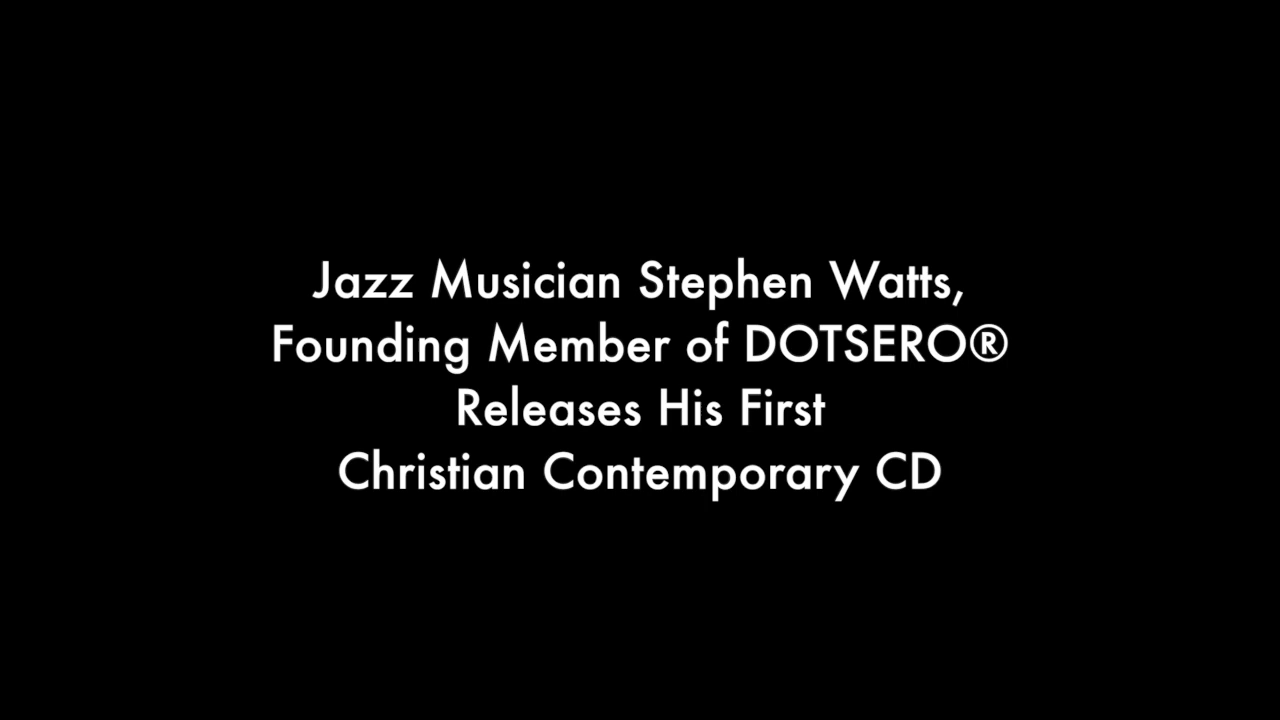 Jazz Musician Stephen Watts,
Founding Member of DOTSERO®
Releases His First
Christian Contemporary CD